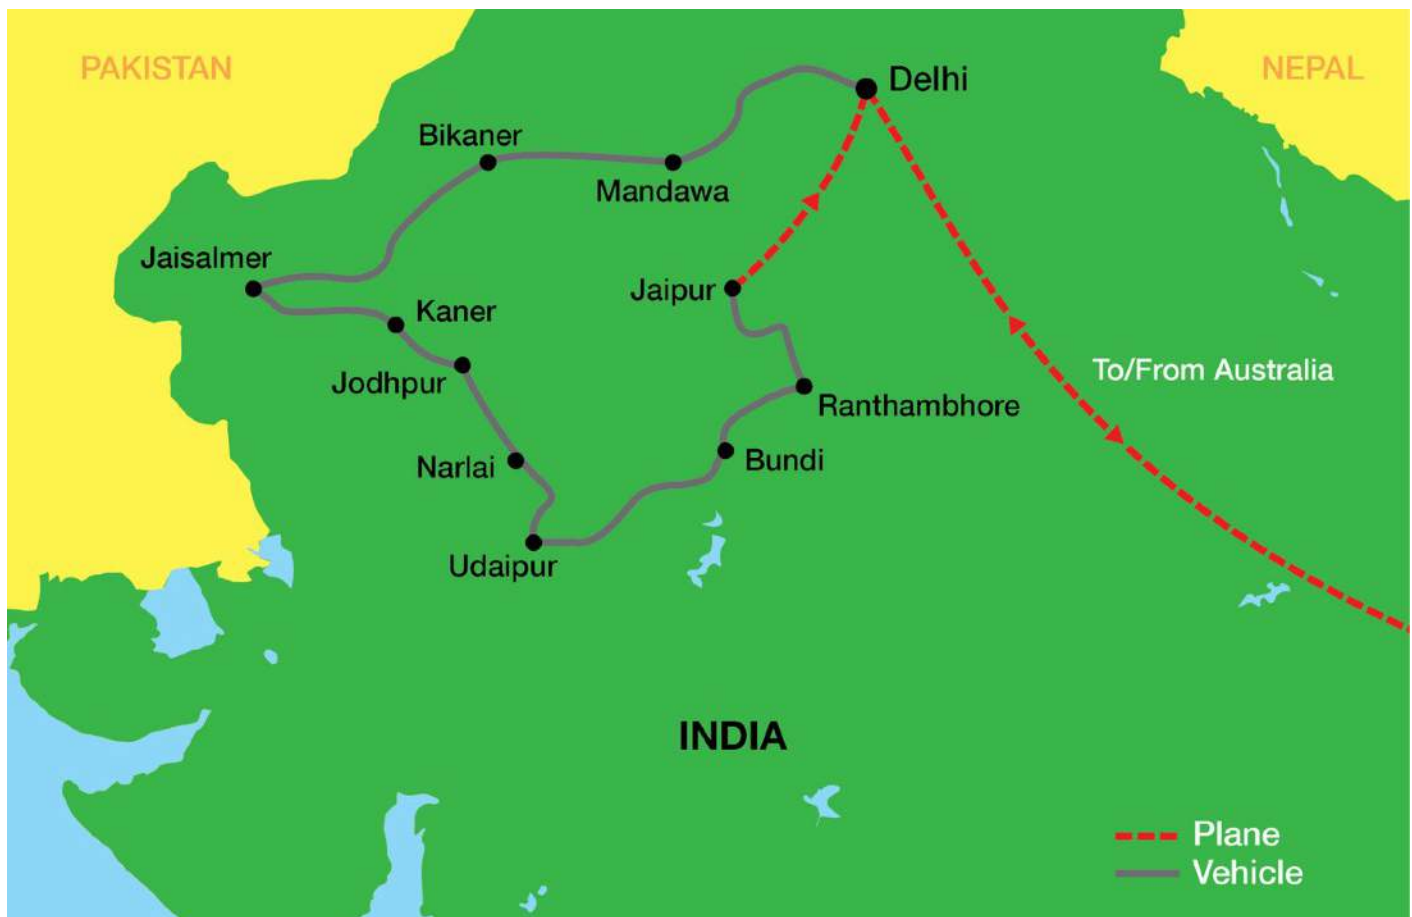 PAKISTAN
NEPAL
Delhi
Bikaner
Mandawa
Jaisalmer
Jaipur
Kaner
To/From Australia
Jodhpur
Ranthambhore
Narlai
Bundi
Udaipur
INDIA
Plane
Vehicle